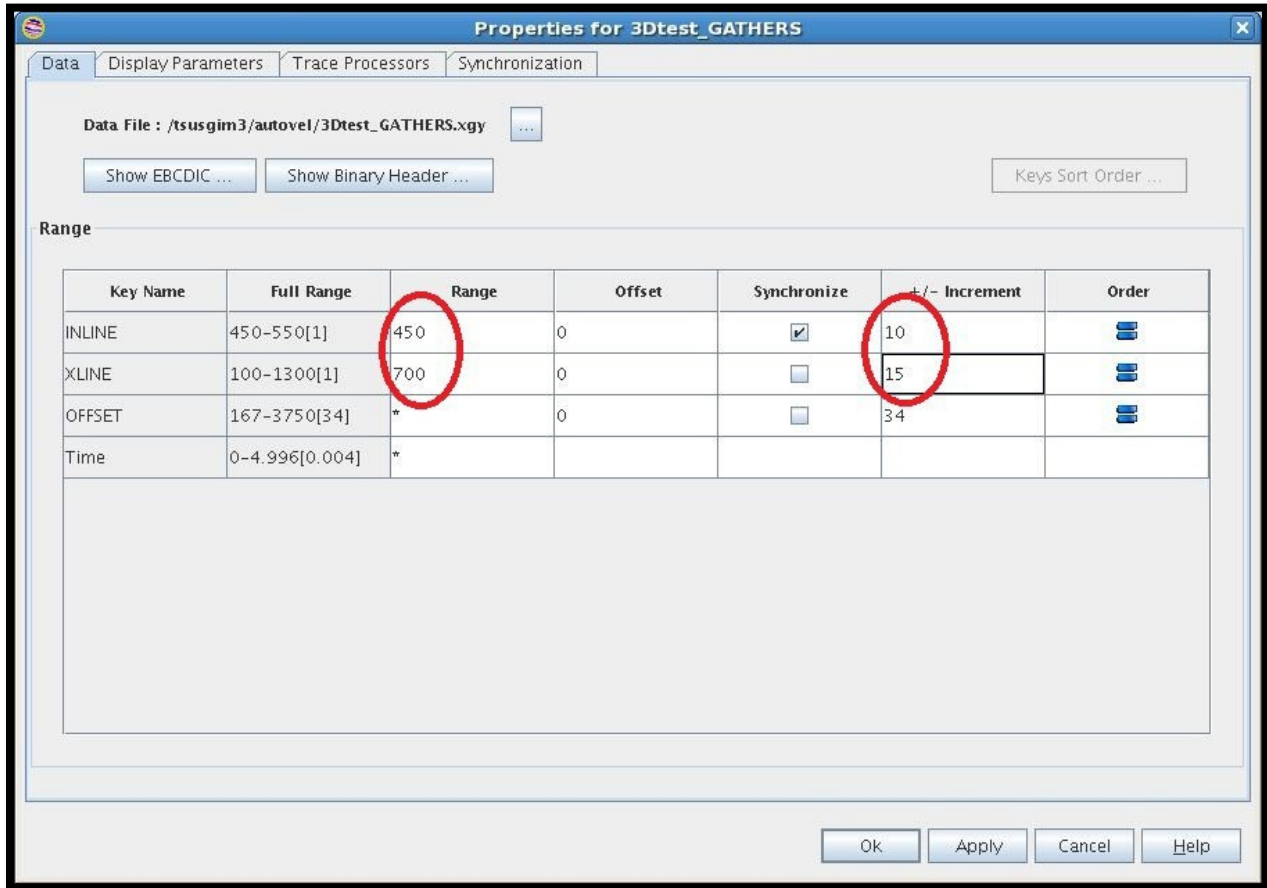 Properties for 3Dtest_GATHERS
Data Display Parameters Trace Processors Synchronization
Data File : /tsusgim3/autovel/3Dtest_GATHERS.xgy ...
Show EBCDIC ... Show Binary Header ... Keys Sort Order ...
Range
Key Name Full Range Range Offset Synchronize +/- Increment Order
INLINE 450-550[1] 450 0 10
XLINE 100-1300[1] 700 0 15
OFFSET 167-3750[34] * 0 34
Time 0-4.996[0.004] *
Ok Apply Cancel Help